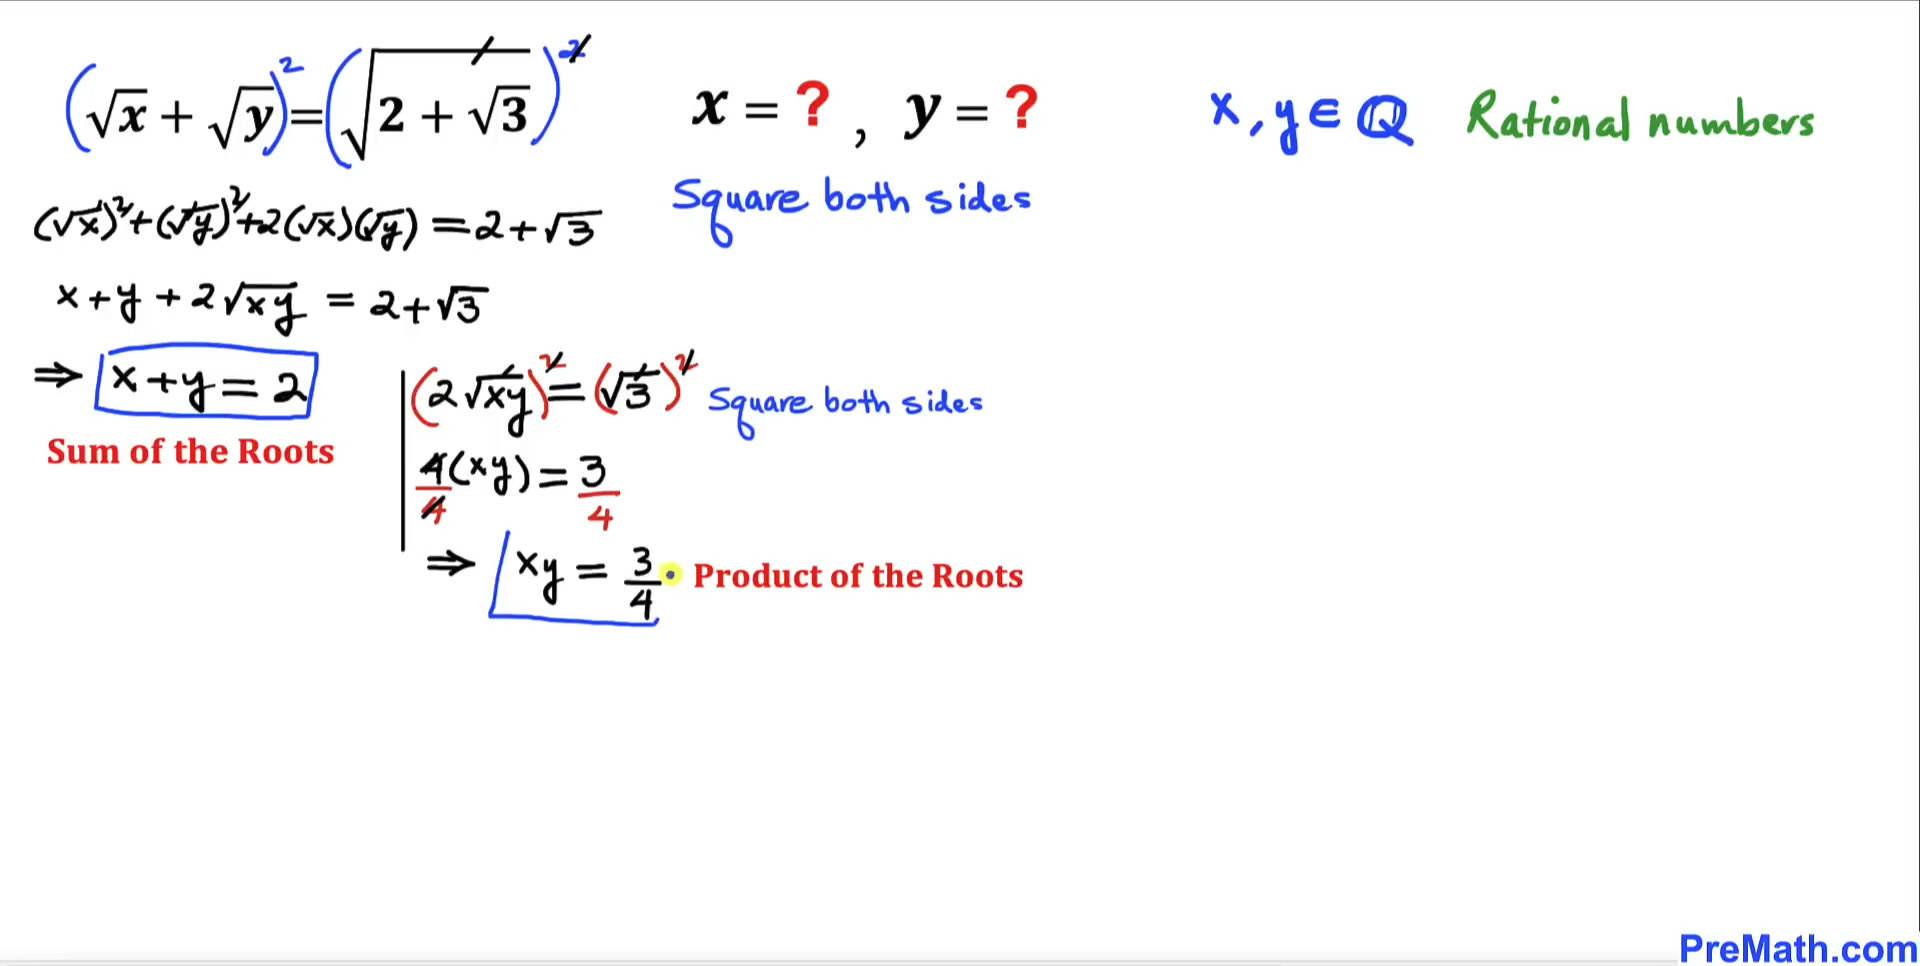 (√x + √y)² = (√(2 + √3))² x = ? , y = ? x, y ∈ ℚ Rational numbers
(√x)² + (√y)² + 2(√x)(√y) = 2 + √3 Square both sides
x + y + 2√xy = 2 + √3
⇒ x + y = 2
Sum of the Roots
(2√xy)² = (√3)² Square both sides
4(xy)/4 = 3/4
⇒ xy = 3/4 Product of the Roots
PreMath.com